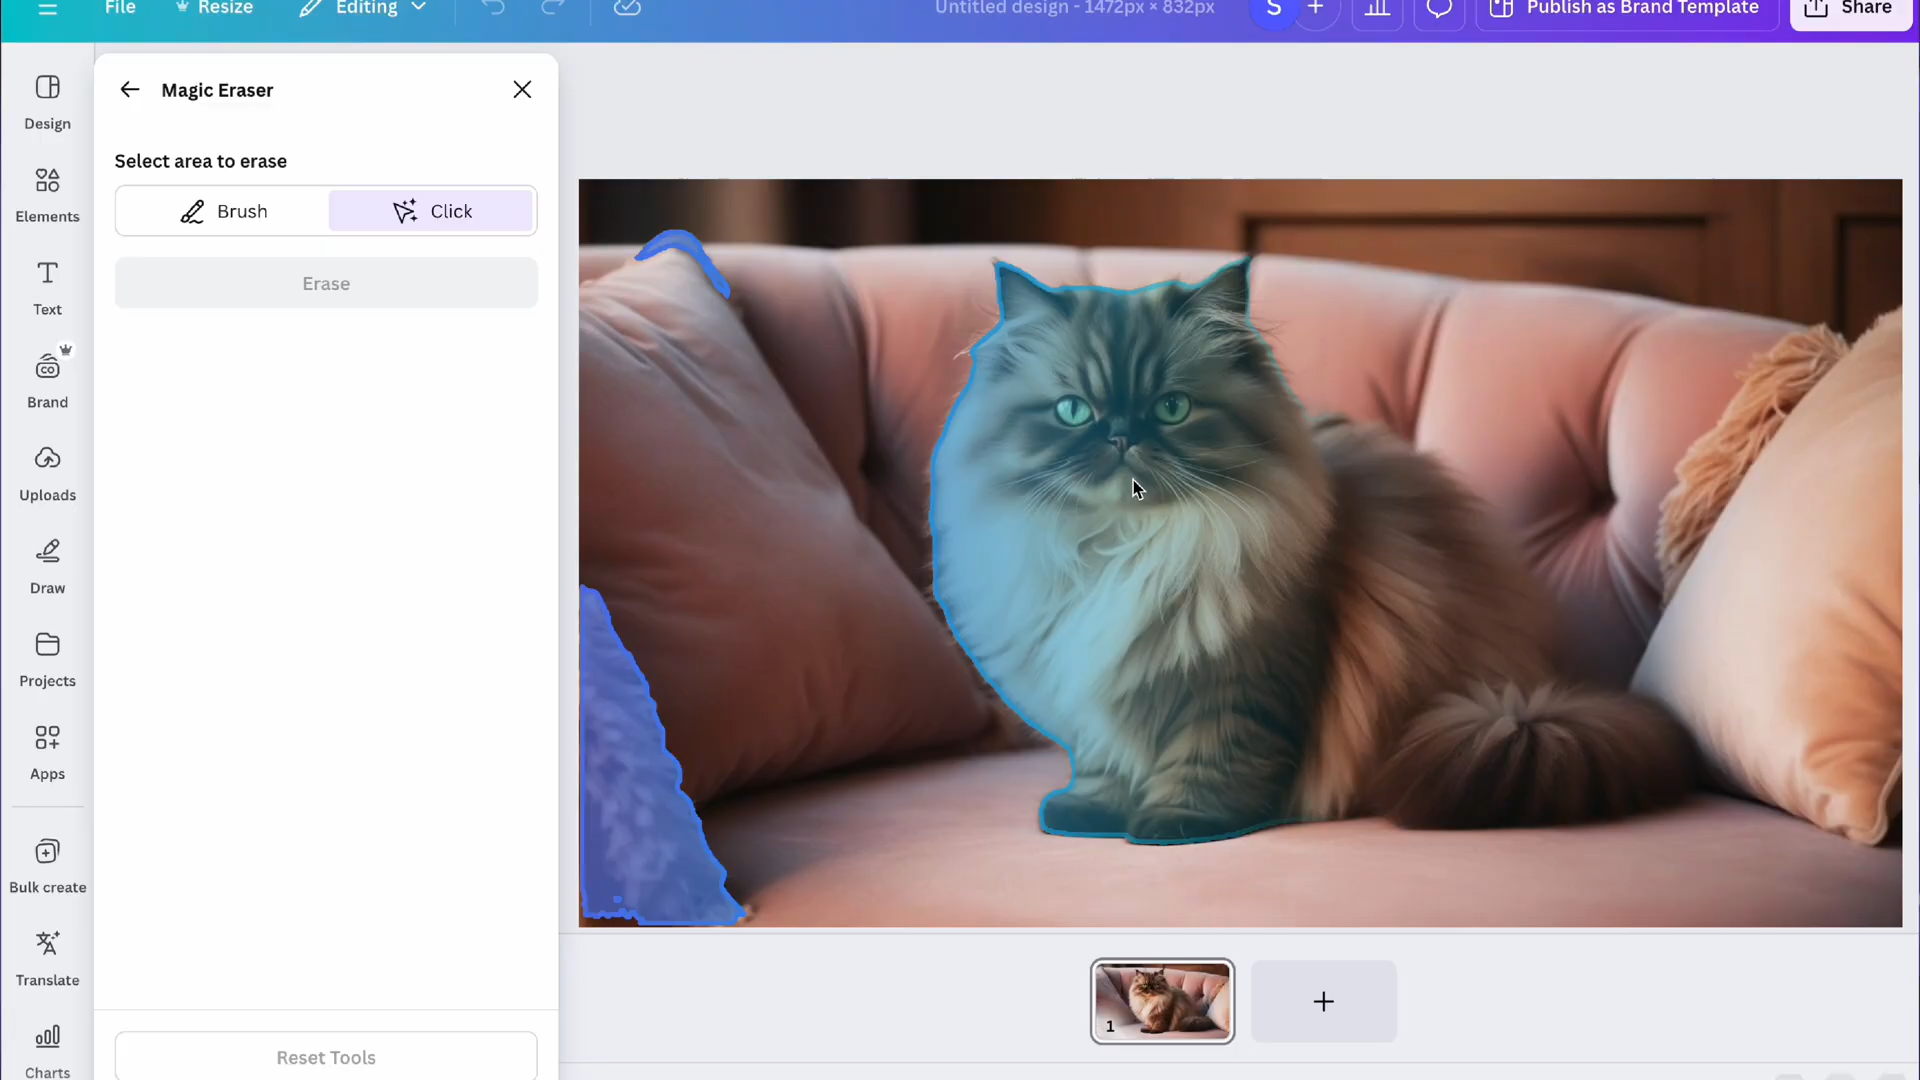 File
Resize
Editing
Untitled design - 1472px × 832px
S
Publish as Brand Template
Share
Design
Elements
Text
Brand
Uploads
Draw
Projects
Apps
Bulk create
Translate
Charts
Magic Eraser
Select area to erase
Brush
Click
Erase
Reset Tools
1